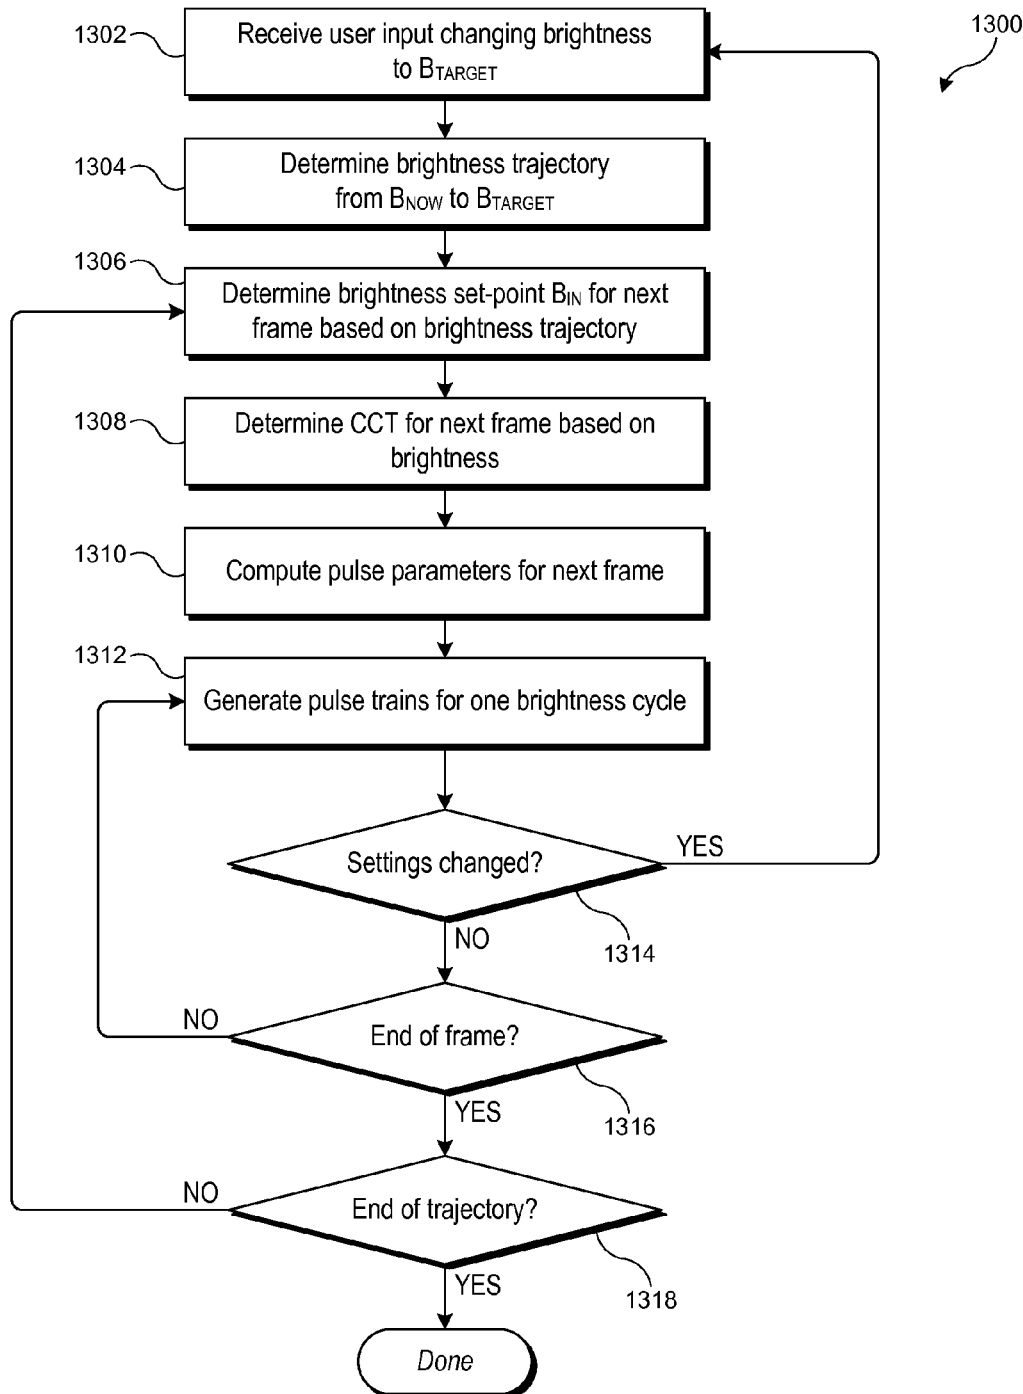 1300
1302
Receive user input changing brightness
to BTARGET
1304
Determine brightness trajectory
from BNOW to BTARGET
1306
Determine brightness set-point BIN for next
frame based on brightness trajectory
1308
Determine CCT for next frame based on
brightness
1310
Compute pulse parameters for next frame
1312
Generate pulse trains for one brightness cycle
Settings changed?
YES
1314
NO
End of frame?
NO
1316
YES
End of trajectory?
NO
1318
YES
Done